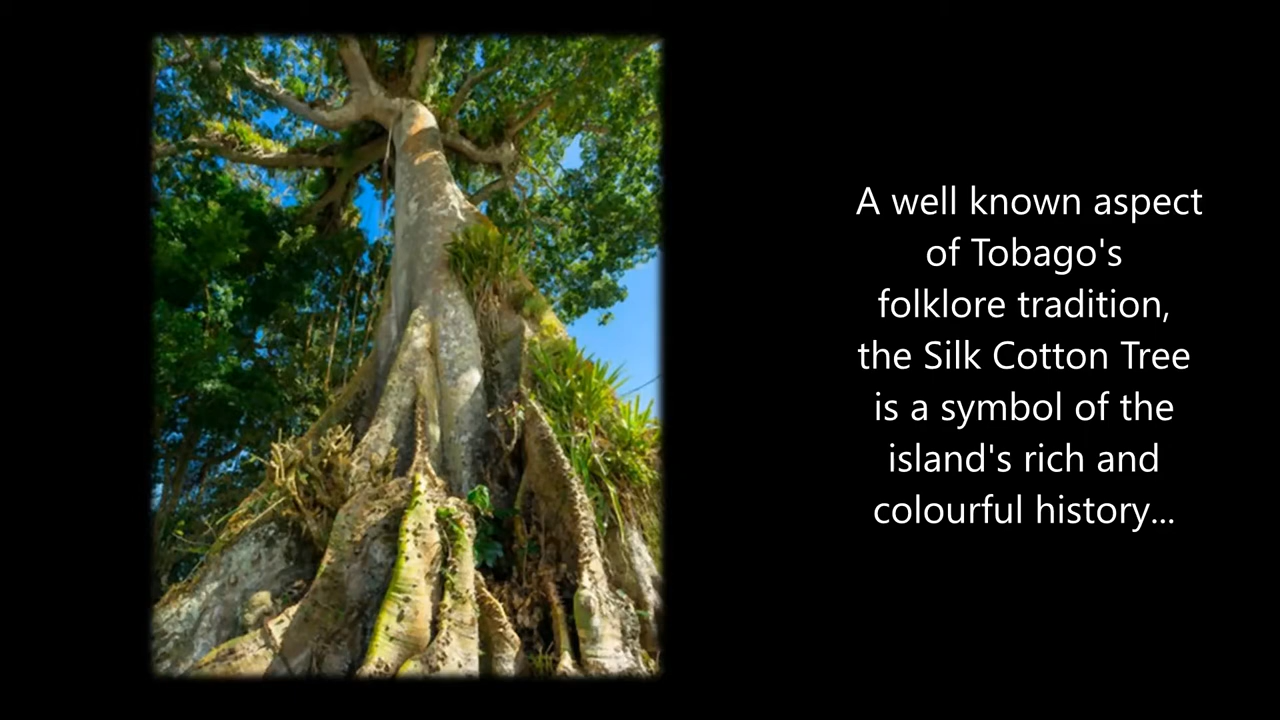 A well known aspect
of Tobago's
folklore tradition,
the Silk Cotton Tree
is a symbol of the
island's rich and
colourful history...